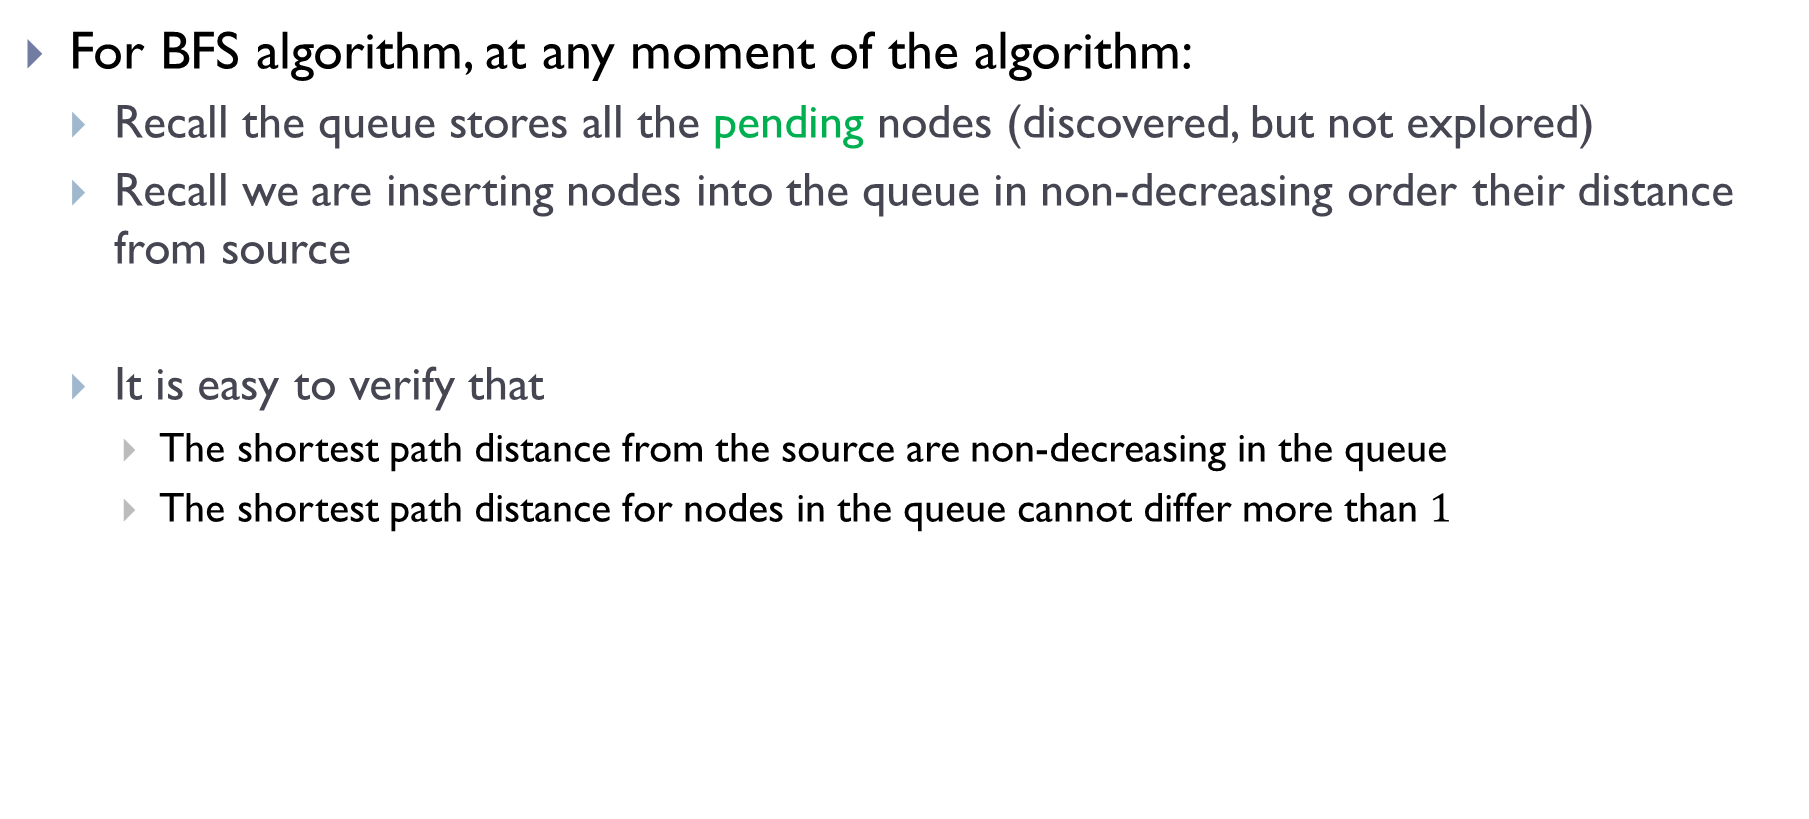 For BFS algorithm, at any moment of the algorithm:
Recall the queue stores all the pending nodes (discovered, but not explored)
Recall we are inserting nodes into the queue in non-decreasing order their distance
from source
It is easy to verify that
The shortest path distance from the source are non-decreasing in the queue
The shortest path distance for nodes in the queue cannot differ more than 1